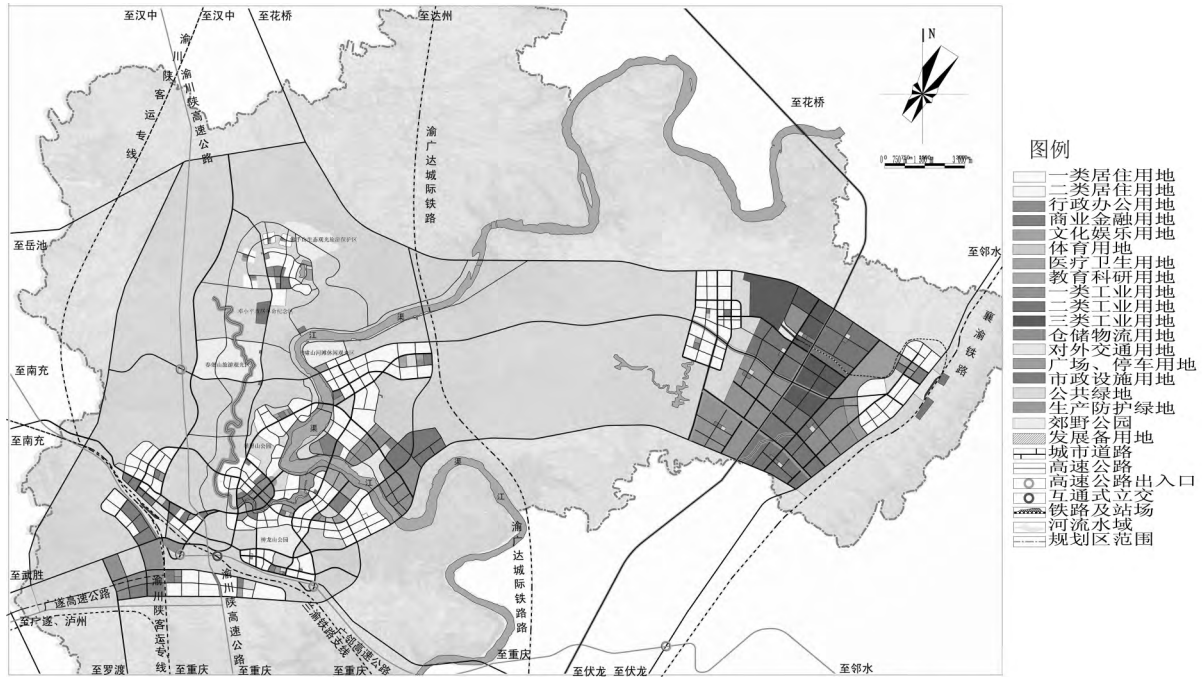 至汉中
至汉中
至花桥
至达州
N
至花桥
渝川陕客运专线
渝川陕高速公路
渝广达城际铁路
至岳池
至邻水
襄渝铁路
渠
江
至南充
至南充
渠
江
渠
江
至武胜
广遂高速公路
渝川陕客运专线
渝川陕高速公路
兰渝铁路支线
广邻高速公路
渝广达城际铁路
至广遂、泸州
至罗渡
至重庆
至重庆
至重庆
至重庆
至伏龙
至伏龙
至邻水
图例
一类居住用地
二类居住用地
行政办公用地
商业金融用地
文化娱乐用地
体育用地
医疗卫生用地
教育科研用地
一类工业用地
二类工业用地
三类工业用地
仓储物流用地
对外交通用地
广场、停车用地
市政设施用地
公共绿地
生产防护绿地
郊野公园
发展备用地
城市道路
高速公路
高速公路出入口
互通式立交
铁路及站场
河流水域
规划区范围